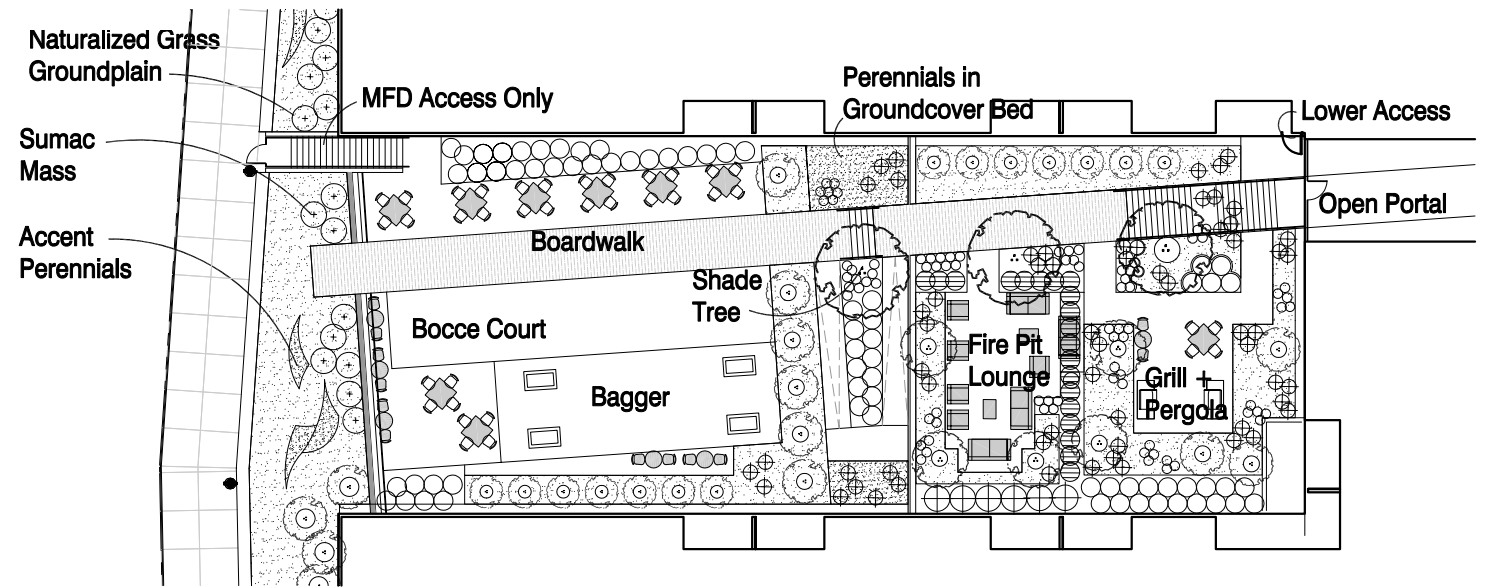 Naturalized Grass
Groundplain
MFD Access Only
Perennials in
Groundcover Bed
Lower Access
Sumac
Mass
Open Portal
Accent
Perennials
Boardwalk
Shade
Tree
Bocce Court
Fire Pit
Lounge
Bagger
Grill +
Pergola